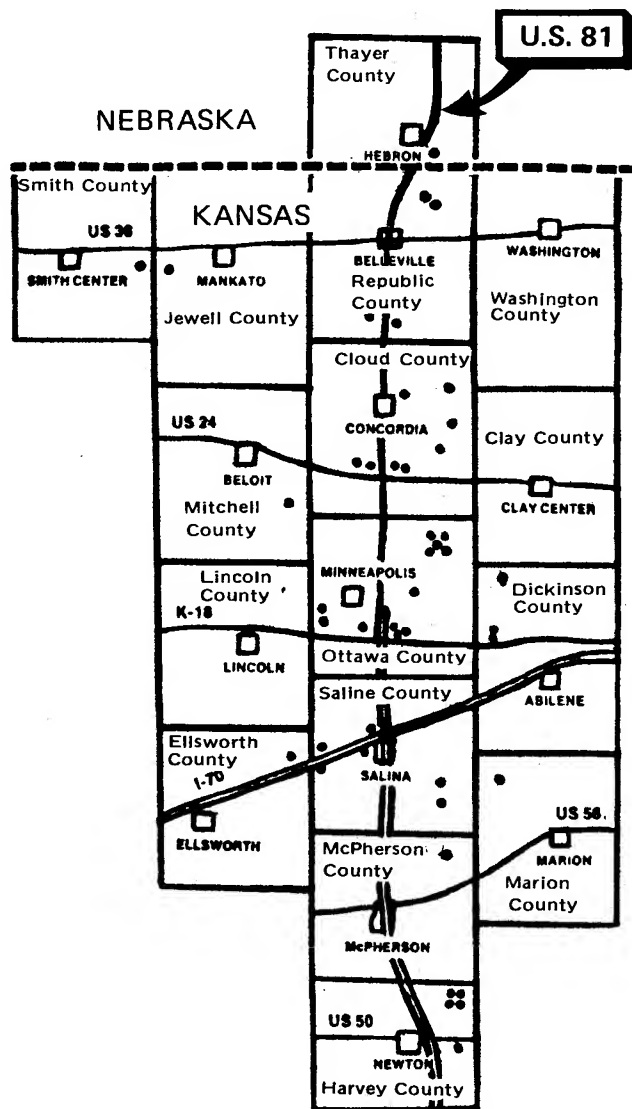 U.S. 81
Thayer
County
NEBRASKA
HEBRON
Smith County
KANSAS
US 36
SMITH CENTER
MANKATO
BELLEVILLE
WASHINGTON
Jewell County
Republic
County
Washington
County
Cloud County
US 24
CONCORDIA
Clay County
BELOIT
CLAY CENTER
Mitchell
County
Lincoln
County
MINNEAPOLIS
Dickinson
County
K-18
LINCOLN
Ottawa County
Saline County
ABILENE
Ellsworth
County
I-70
SALINA
ELLSWORTH
US 56.
McPherson
County
MARION
Marion
County
McPHERSON
US 50
NEWTON
Harvey County